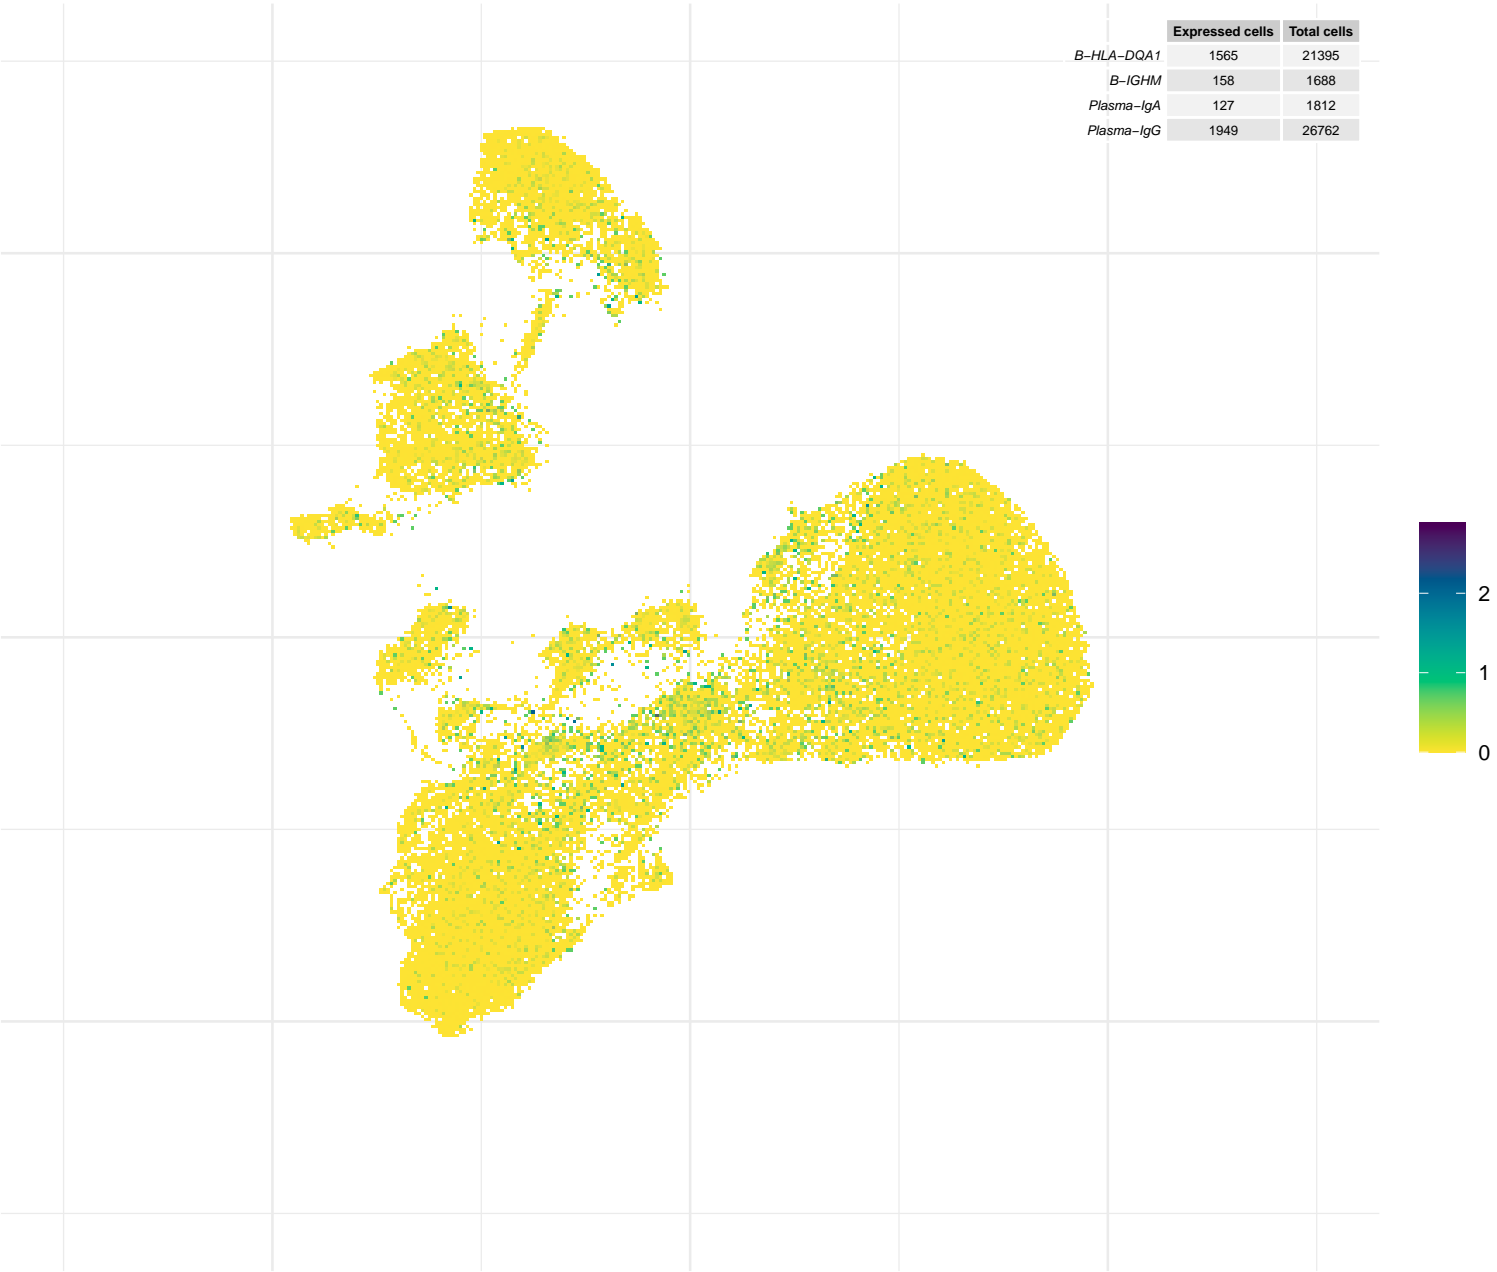 Expressed cells Total cells
B−HLA−DQA1 1565 21395
B−IGHM 158 1688
Plasma−IgA 127 1812
Plasma−IgG 1949 26762
2
1
0